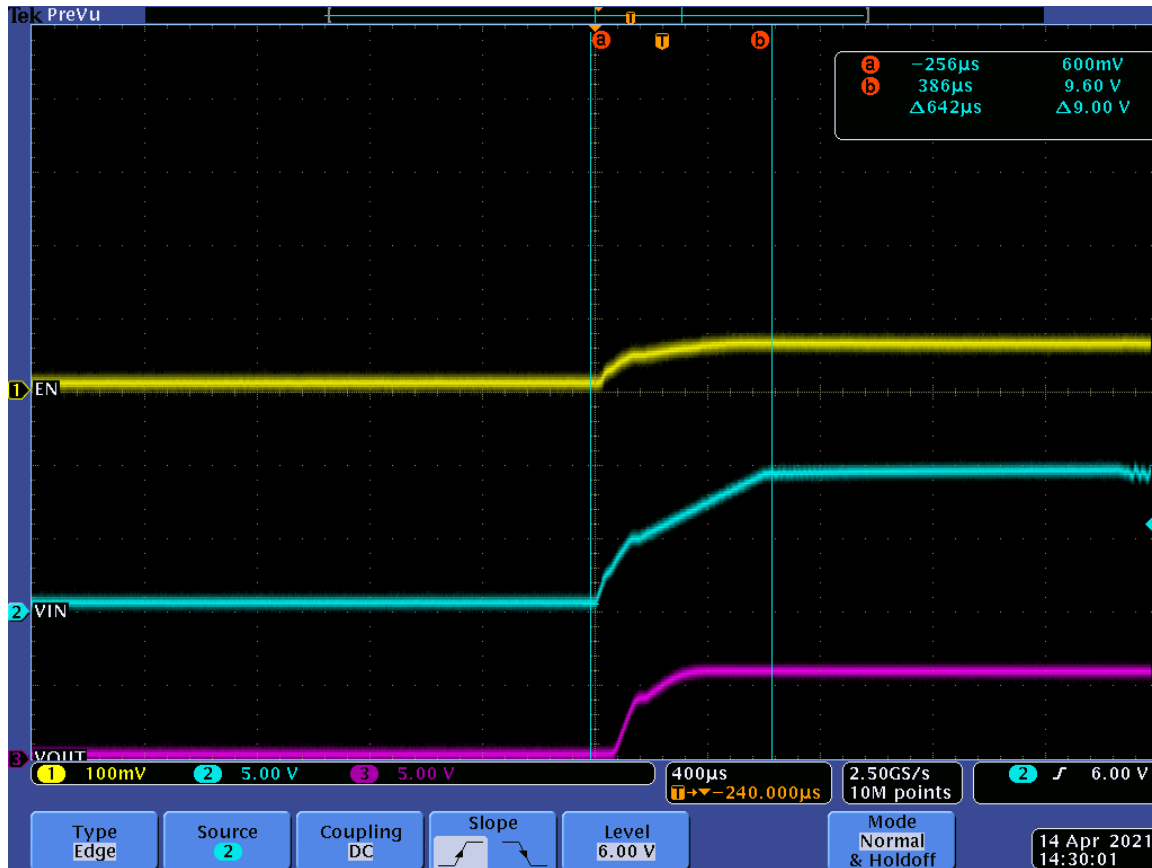 Tek PreVu
T
a T b
a −256µs 600mV
b 386µs 9.60 V
Δ642µs Δ9.00 V
1 EN
2 VIN
3 VOUT
1 100mV 2 5.00 V 3 5.00 V
400µs
T→▼−240.000µs
2.50GS/s
10M points
2 6.00 V
Type
Edge
Source
2
Coupling
DC
Slope
Level
6.00 V
Mode
Normal
& Holdoff
14 Apr 2021
14:30:01